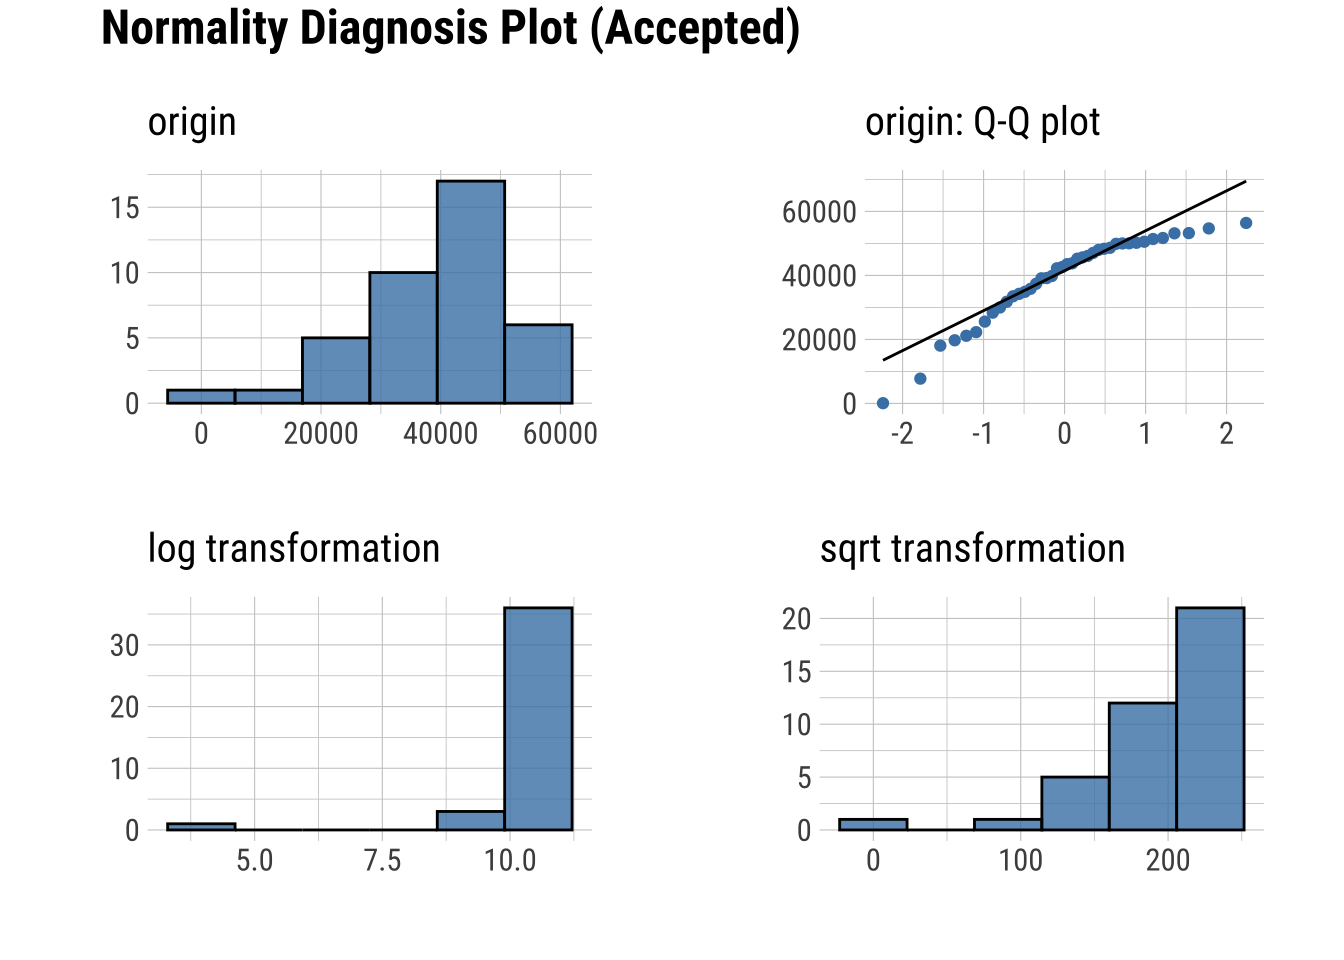 Normality Diagnosis Plot (Accepted)
origin
15
10
5
0
0 20000 40000 60000
origin: Q-Q plot
60000
40000
20000
0
-2 -1 0 1 2
log transformation
30
20
10
0
5.0 7.5 10.0
sqrt transformation
20
15
10
5
0
0 100 200